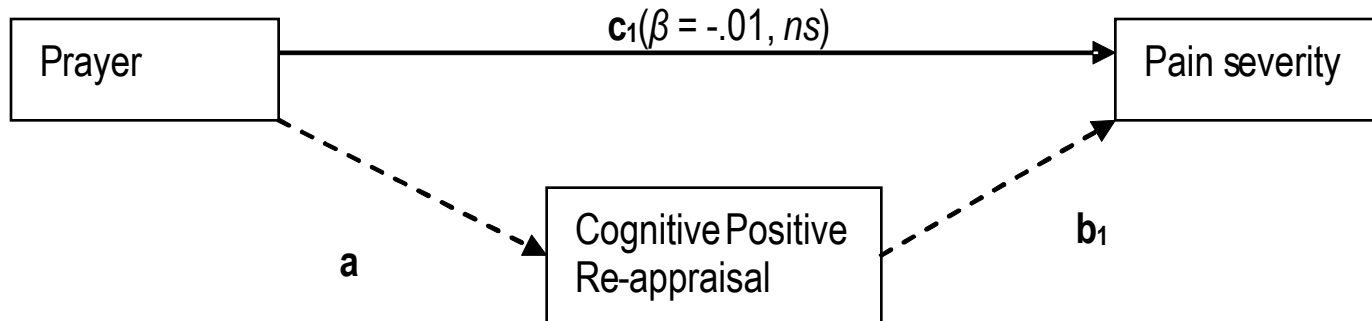 c₁(β = -.01, ns)
Prayer
Pain severity
Cognitive Positive
Re-appraisal
a
b₁